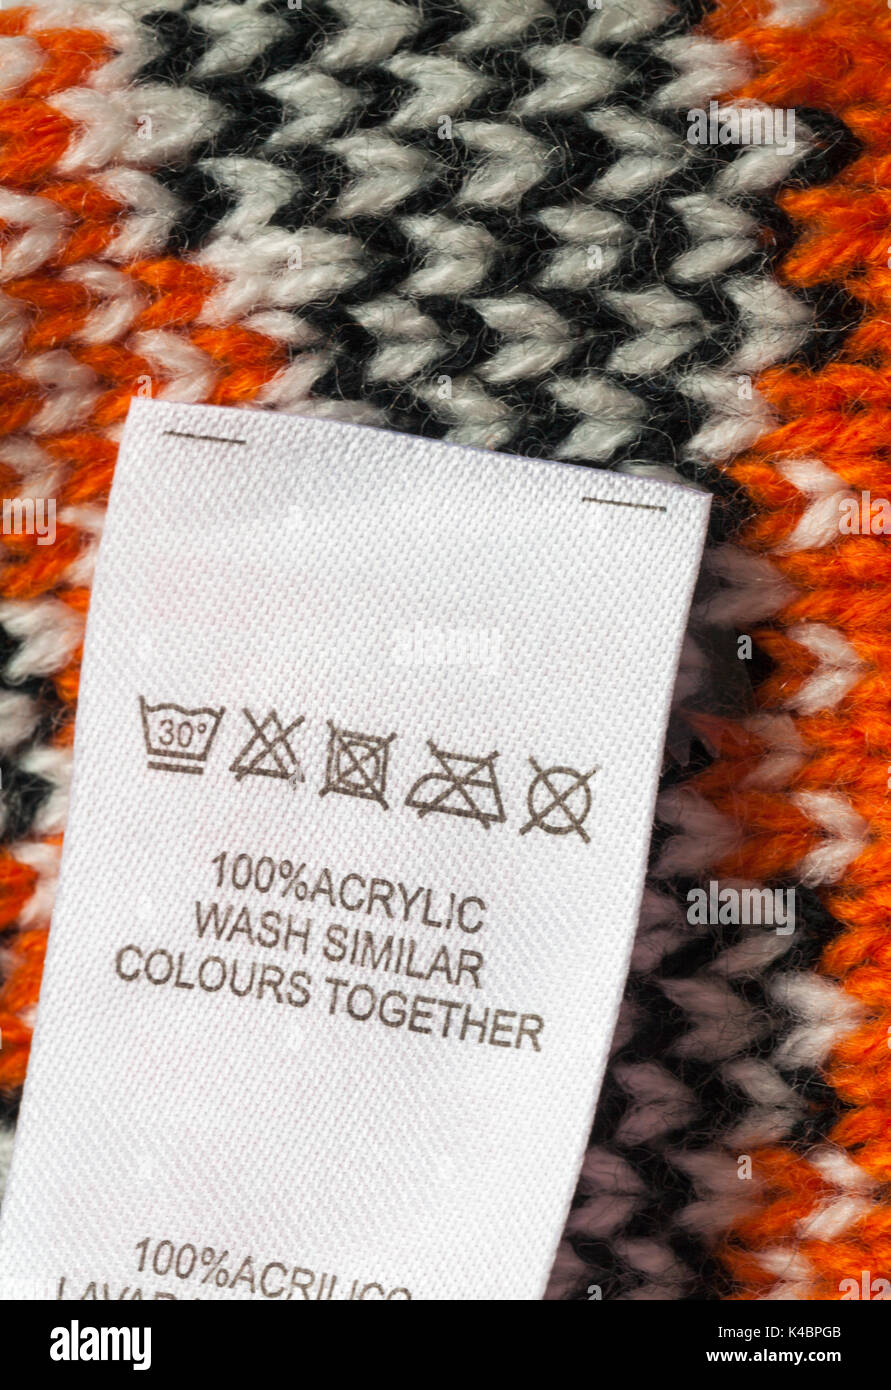 30°
100%ACRYLIC
WASH SIMILAR
COLOURS TOGETHER
100%ACRILICO
alamy
Image ID: K4BPGB
www.alamy.com